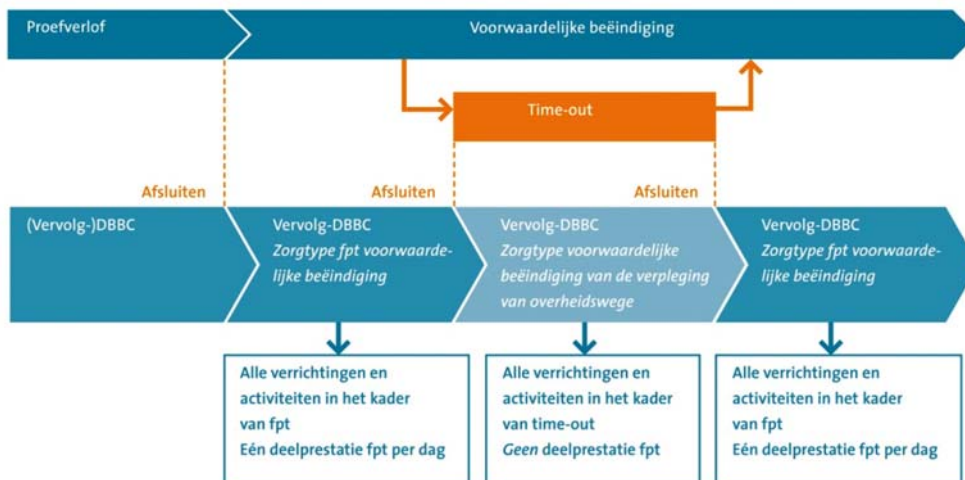 Proefverlof
Voorwaardelijke beëindiging
Time-out
Afsluiten
Afsluiten
Afsluiten
(Vervolg-)DBBC
Vervolg-DBBC
Zorgtype fpt voorwaarde-
lijke beëindiging
Vervolg-DBBC
Zorgtype voorwaardelijke
beëindiging van de verpleging
van overheidswege
Vervolg-DBBC
Zorgtype fpt voorwaarde-
lijke beëindiging
Alle verrichtingen en
activiteiten in het kader
van fpt
Eén deelprestatie fpt per dag
Alle verrichtingen en
activiteiten in het kader
van time-out
Geen deelprestatie fpt
Alle verrichtingen en
activiteiten in het kader
van fpt
Eén deelprestatie fpt per dag